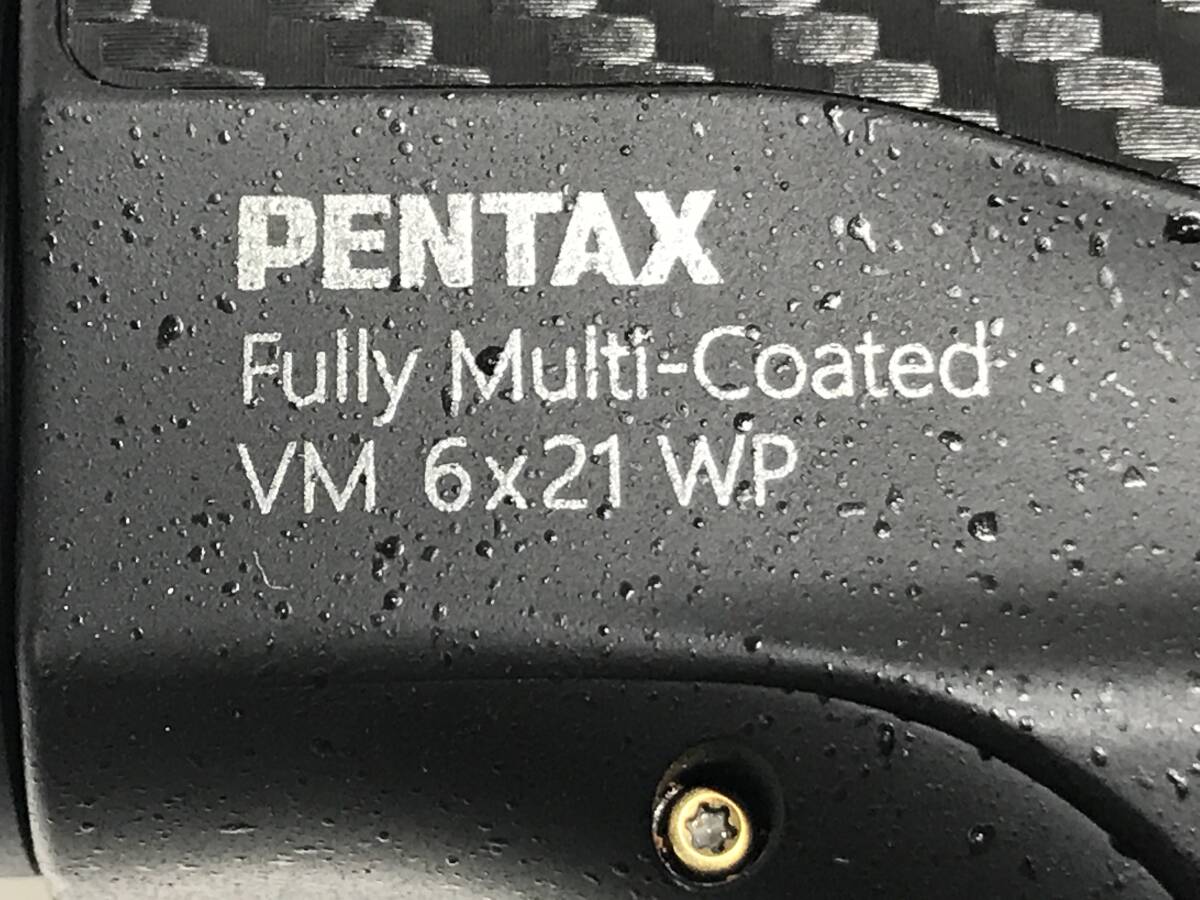 PENTAX
Fully Multi-Coated
VM 6x21 WP